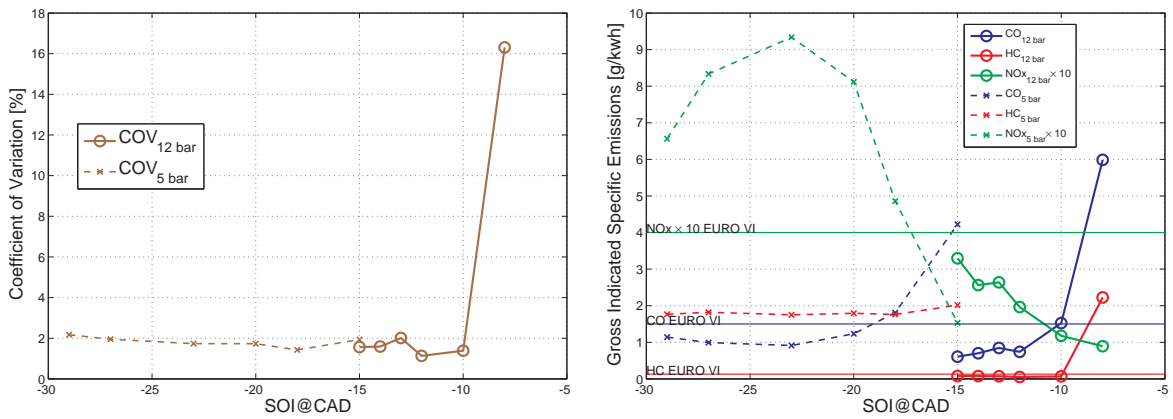 18
16
14
12
10
8
6
4
2
0
Coefficient of Variation [%]
COV12 bar
COV5 bar
-30 -25 -20 -15 -10 -5
SOI@CAD
10
9
8
7
6
5
4
3
2
1
0
Gross Indicated Specific Emissions [g/kwh]
CO12 bar
HC12 bar
NOx12 bar × 10
CO5 bar
HC5 bar
NOx5 bar × 10
NOx × 10 EURO VI
CO EURO VI
HC EURO VI
-30 -25 -20 -15 -10 -5
SOI@CAD